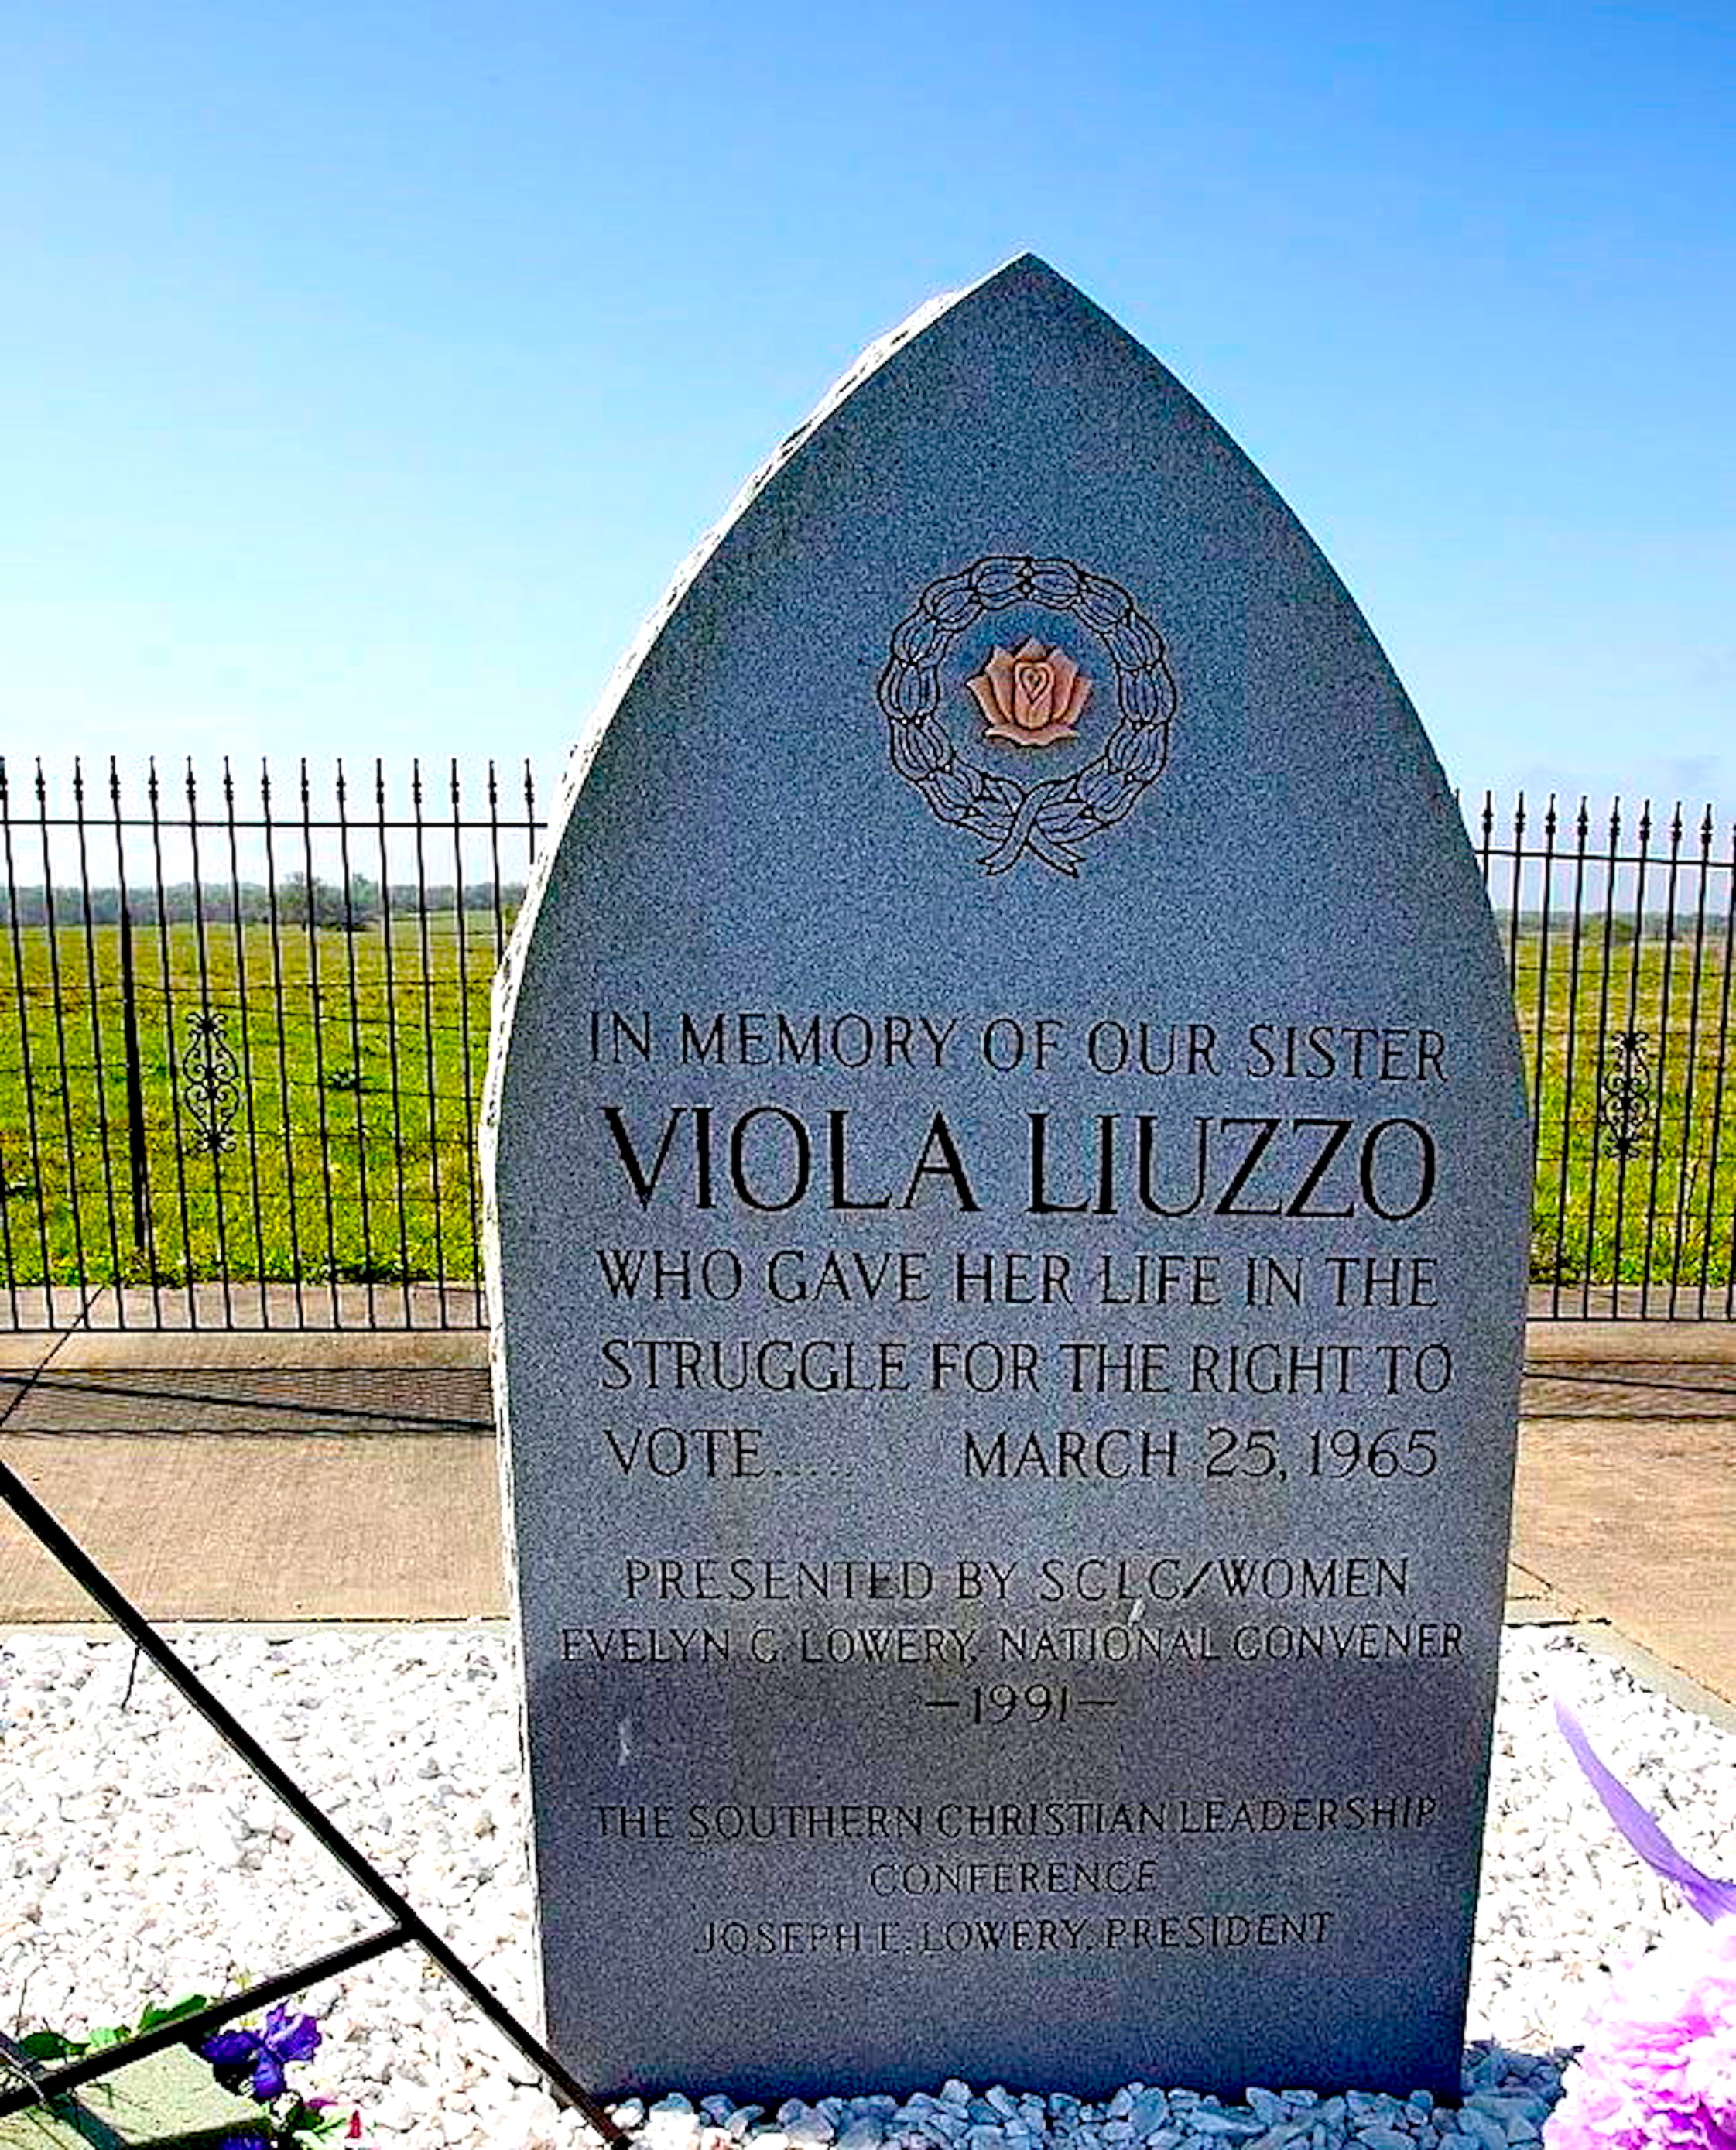 IN MEMORY OF OUR SISTER
VIOLA LIUZZO
WHO GAVE HER LIFE IN THE
STRUGGLE FOR THE RIGHT TO
VOTE..... MARCH 25, 1965
PRESENTED BY SCLC/WOMEN
EVELYN G. LOWERY, NATIONAL CONVENER
—1991—
THE SOUTHERN CHRISTIAN LEADERSHIP
CONFERENCE
JOSEPH E. LOWERY, PRESIDENT